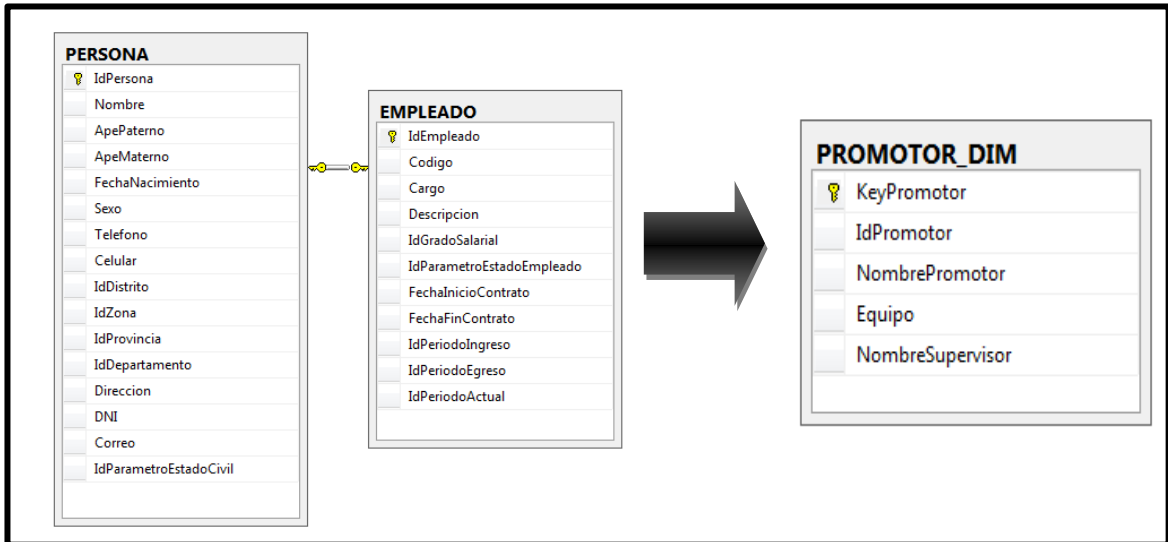 PERSONA
IdPersona
Nombre
ApePaterno
ApeMaterno
FechaNacimiento
Sexo
Telefono
Celular
IdDistrito
IdZona
IdProvincia
IdDepartamento
Direccion
DNI
Correo
IdParametroEstadoCivil
EMPLEADO
IdEmpleado
Codigo
Cargo
Descripcion
IdGradoSalarial
IdParametroEstadoEmpleado
FechaInicioContrato
FechaFinContrato
IdPeriodoIngreso
IdPeriodoEgreso
IdPeriodoActual
PROMOTOR_DIM
KeyPromotor
IdPromotor
NombrePromotor
Equipo
NombreSupervisor